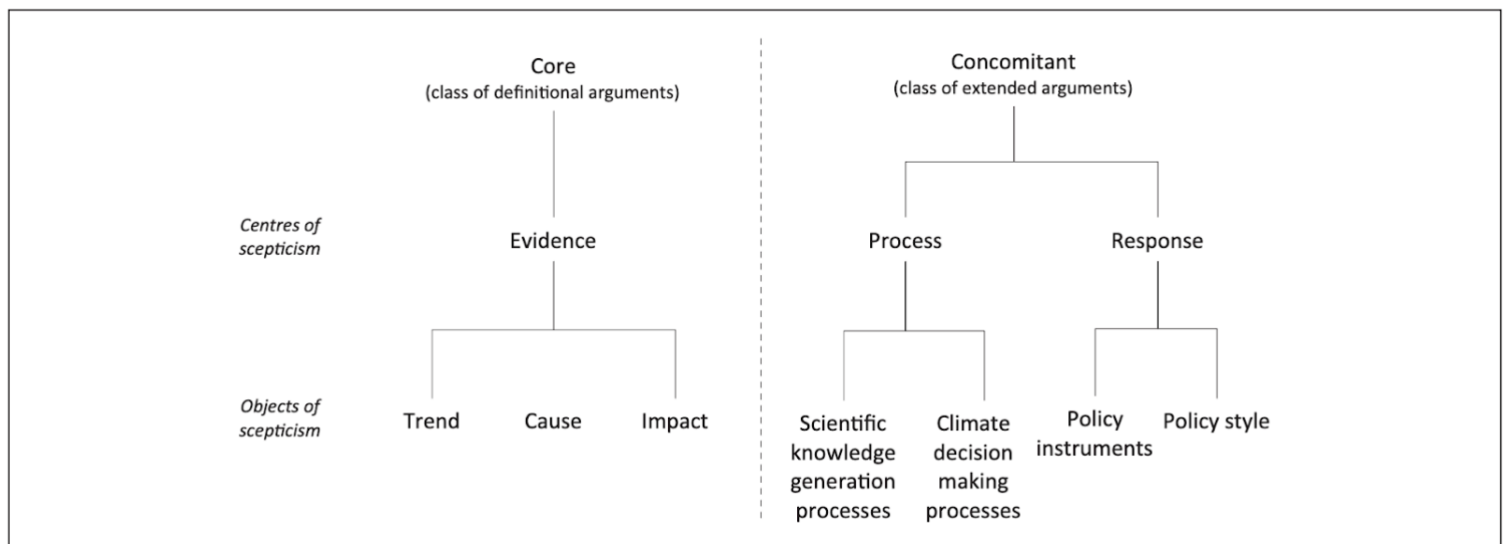 Core
(class of definitional arguments)
Concomitant
(class of extended arguments)
Centres of
scepticism
Evidence
Process
Response
Objects of
scepticism
Trend
Cause
Impact
Scientific
knowledge
generation
processes
Climate
decision
making
processes
Policy
instruments
Policy style